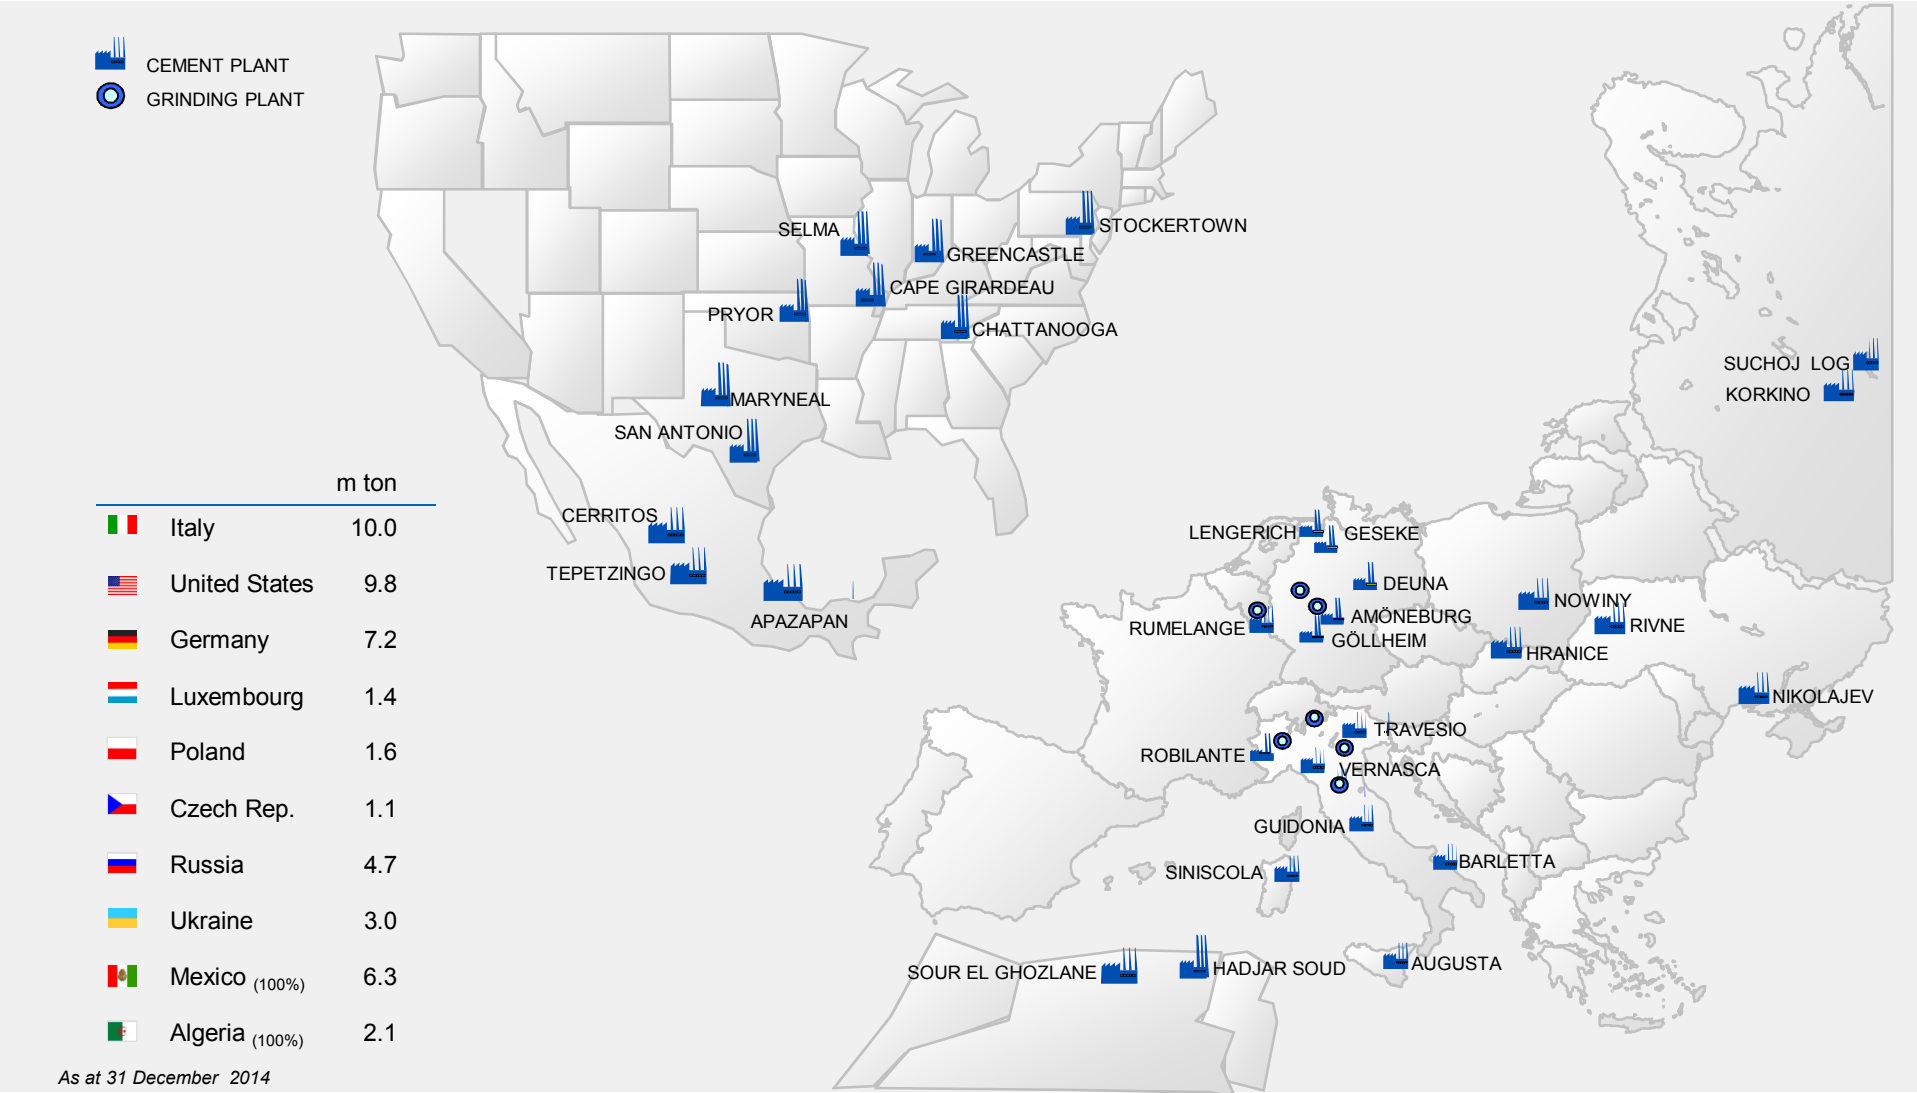 CEMENT PLANT
GRINDING PLANT
STOCKERTOWN
SELMA
GREENCASTLE
CAPE GIRARDEAU
PRYOR
CHATTANOOGA
MARYNEAL
SAN ANTONIO
CERRITOS
TEPETZINGO
APAZAPAN
SUCHOJ LOG
KORKINO
LENGERICH
GESEKE
DEUNA
AMÖNEBURG
RUMELANGE
GÖLLHEIM
NOWINY
RIVNE
HRANICE
NIKOLAJEV
TRAVESIO
ROBILANTE
VERNASCA
GUIDONIA
BARLETTA
SINISCOLA
AUGUSTA
SOUR EL GHOZLANE
HADJAR SOUD
m ton
Italy 10.0
United States 9.8
Germany 7.2
Luxembourg 1.4
Poland 1.6
Czech Rep. 1.1
Russia 4.7
Ukraine 3.0
Mexico (100%) 6.3
Algeria (100%) 2.1
As at 31 December 2014